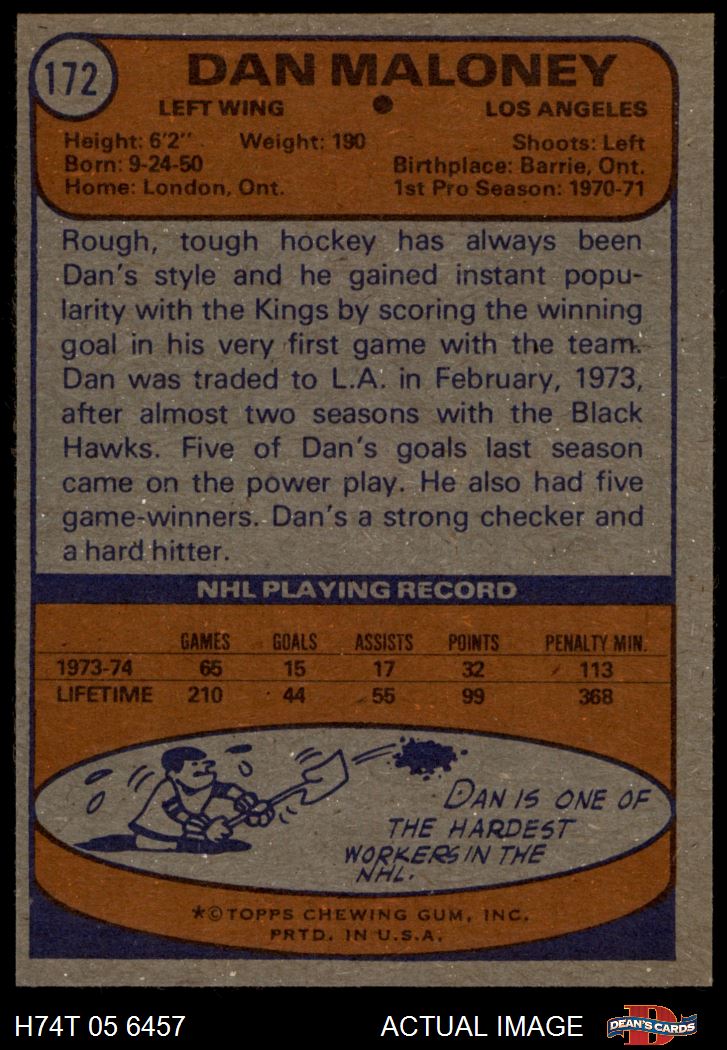 172
DAN MALONEY
LEFT WING ● LOS ANGELES
Height: 6'2" Weight: 190 Shoots: Left
Born: 9-24-50 Birthplace: Barrie, Ont.
Home: London, Ont. 1st Pro Season: 1970-71
Rough, tough hockey has always been
Dan's style and he gained instant popu-
larity with the Kings by scoring the winning
goal in his very first game with the team.
Dan was traded to L.A. in February, 1973,
after almost two seasons with the Black
Hawks. Five of Dan's goals last season
came on the power play. He also had five
game-winners. Dan's a strong checker and
a hard hitter.
NHL PLAYING RECORD
GAMES GOALS ASSISTS POINTS PENALTY MIN.
1973-74 65 15 17 32 113
LIFETIME 210 44 55 99 368
DAN IS ONE OF
THE HARDEST
WORKERS IN THE
NHL.
*©TOPPS CHEWING GUM, INC.
PRTD. IN U.S.A.
H74T 05 6457 ACTUAL IMAGE D DEAN'S CARDS